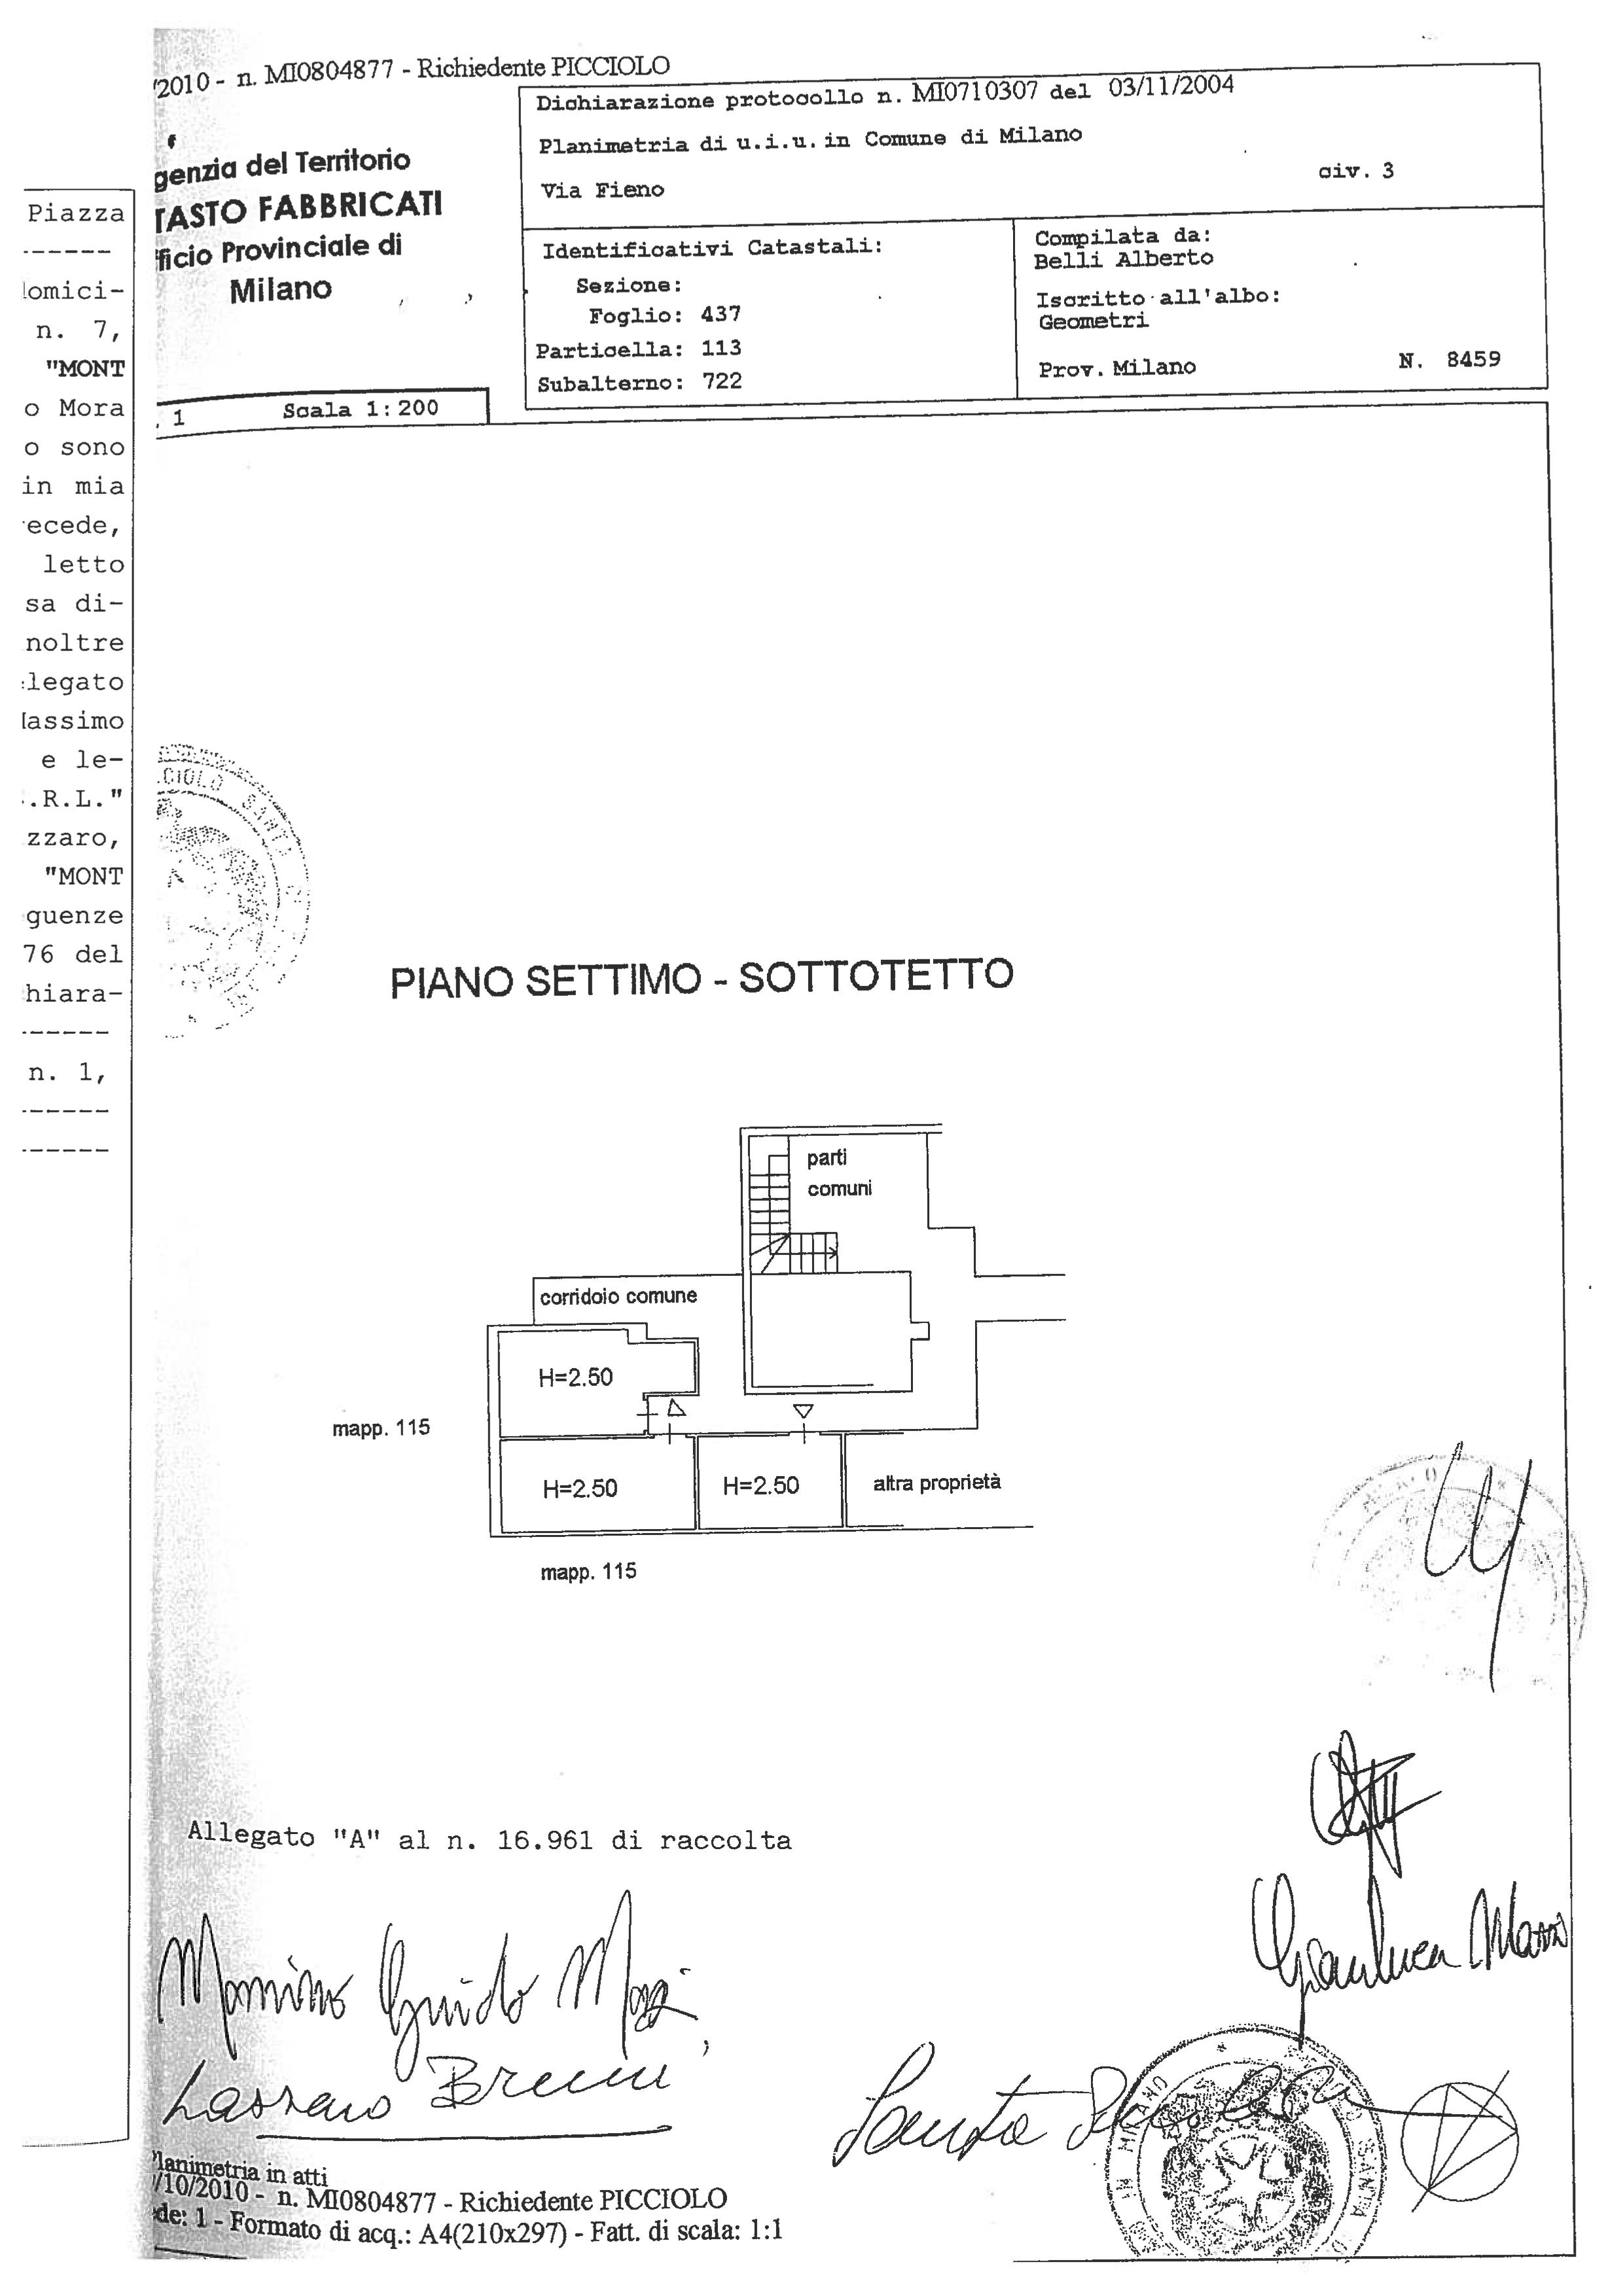 /2010 - n. MI0804877 - Richiedente PICCIOLO
genzia del Territorio
TASTO FABBRICATI
ficio Provinciale di
Milano
. 1 Scala 1:200
Dichiarazione protocollo n. MI0710307 del 03/11/2004
Planimetria di u.i.u. in Comune di Milano
Via Fieno civ. 3
Identificativi Catastali:
Sezione:
Foglio: 437
Particella: 113
Subalterno: 722
Compilata da:
Belli Alberto
Iscritto all'albo:
Geometri
Prov. Milano N. 8459
Piazza
------
lomici-
n. 7,
"MONT
o Mora
o sono
in mia
ecede,
letto
sa di-
noltre
legato
lassimo
e le-
.R.L."
zzaro,
"MONT
guenze
76 del
hiara-
------
n. 1,
------
------
PIANO SETTIMO - SOTTOTETTO
parti
comuni
corridoio comune
H=2.50
mapp. 115
H=2.50
H=2.50
altra proprietà
mapp. 115
Allegato "A" al n. 16.961 di raccolta
Gianluca
Massimo Guido
Lazzaro
Planimetria in atti
/10/2010 - n. MI0804877 - Richiedente PICCIOLO
de: 1 - Formato di acq.: A4(210x297) - Fatt. di scala: 1:1